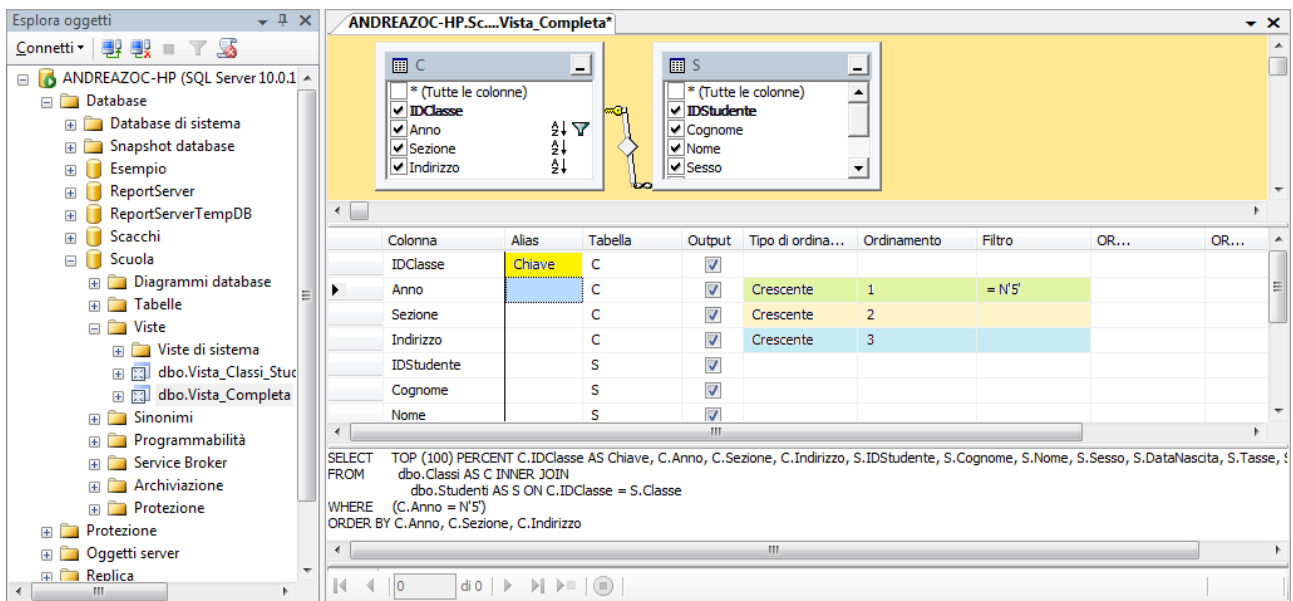 Esplora oggetti
Connetti
ANDREAZOC-HP (SQL Server 10.0.1
Database
Database di sistema
Snapshot database
Esempio
ReportServer
ReportServerTempDB
Scacchi
Scuola
Diagrammi database
Tabelle
Viste
Viste di sistema
dbo.Vista_Classi_Stud
dbo.Vista_Completa
Sinonimi
Programmabilità
Service Broker
Archiviazione
Protezione
Protezione
Oggetti server
Replica
ANDREAZOC-HP.Sc....Vista_Completa*
C
* (Tutte le colonne)
IDClasse
Anno
Sezione
Indirizzo
S
* (Tutte le colonne)
IDStudente
Cognome
Nome
Sesso
Colonna Alias Tabella Output Tipo di ordina... Ordinamento Filtro OR... OR...
IDClasse Chiave C
Anno C Crescente 1 = N'5'
Sezione C Crescente 2
Indirizzo C Crescente 3
IDStudente S
Cognome S
Nome S
SELECT TOP (100) PERCENT C.IDClasse AS Chiave, C.Anno, C.Sezione, C.Indirizzo, S.IDStudente, S.Cognome, S.Nome, S.Sesso, S.DataNascita, S.Tasse,
FROM dbo.Classi AS C INNER JOIN
dbo.Studenti AS S ON C.IDClasse = S.Classe
WHERE (C.Anno = N'5')
ORDER BY C.Anno, C.Sezione, C.Indirizzo
0 di 0